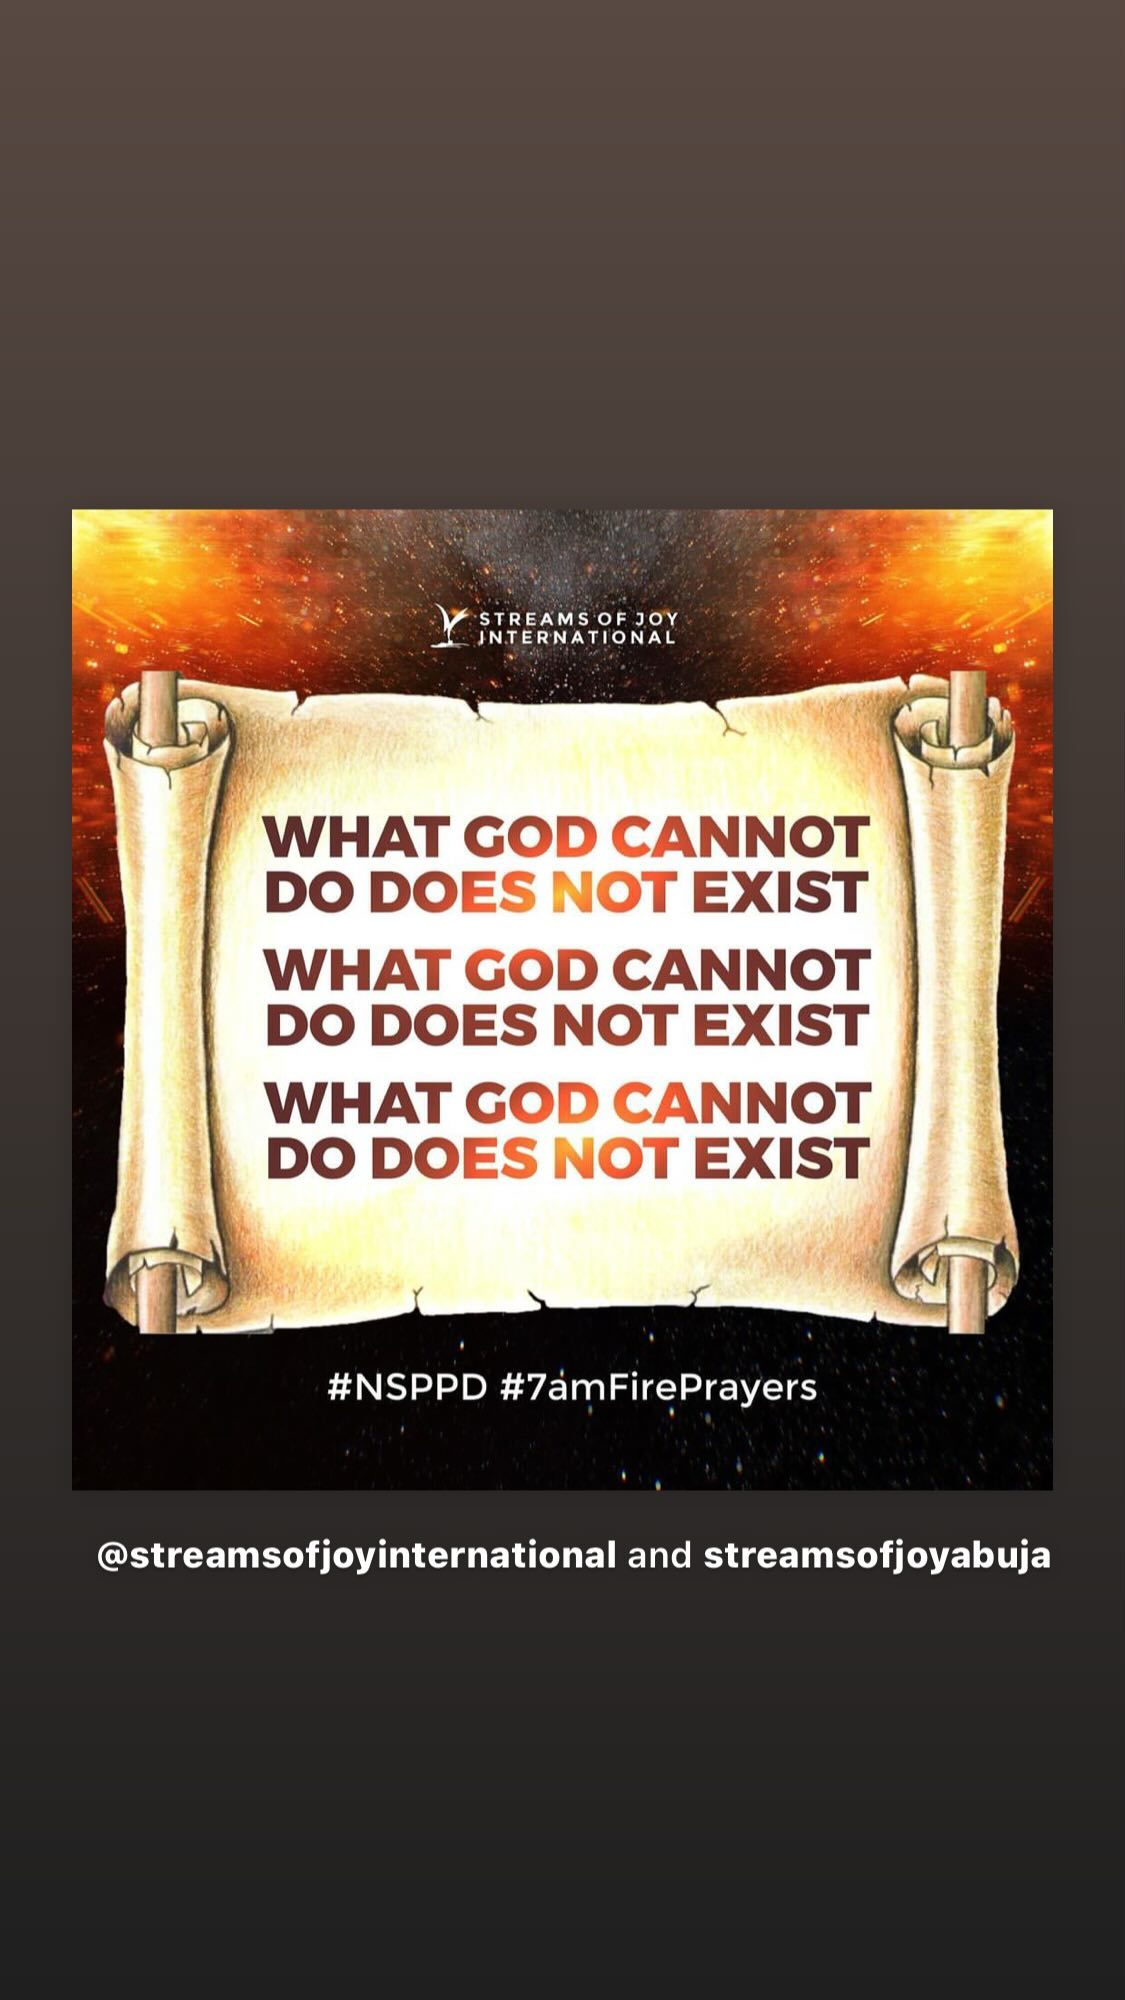 STREAMS OF JOY
INTERNATIONAL
WHAT GOD CANNOT
DO DOES NOT EXIST
WHAT GOD CANNOT
DO DOES NOT EXIST
WHAT GOD CANNOT
DO DOES NOT EXIST
#NSPPD #7amFirePrayers
@streamsofjoyinternational and streamsofjoyabuja